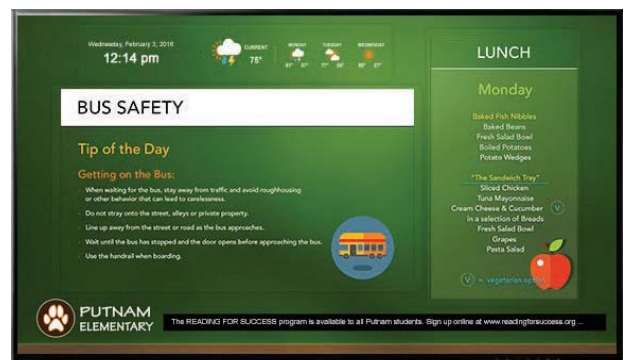 Wednesday, February 3, 2016
12:14 pm
CURRENT
75°
MONDAY
TUESDAY
WEDNESDAY
BUS SAFETY
Tip of the Day
Getting on the Bus:
When waiting for the bus, stay away from traffic and avoid roughhousing
or other behavior that can lead to carelessness.
Do not stray onto the street, alleys or private property.
Line up away from the street or road as the bus approaches.
Wait until the bus has stopped and the door opens before approaching the bus.
Use the handrail when boarding.
LUNCH
Monday
Baked Fish Nibbles
Baked Beans
Fresh Salad Bowl
Boiled Potatoes
Potato Wedges
"The Sandwich Tray"
Sliced Chicken
Tuna Mayonnaise
Cream Cheese & Cucumber V
in a selection of Breads
Fresh Salad Bowl
Grapes
Pasta Salad
V = vegetarian option
PUTNAM
ELEMENTARY
The READING FOR SUCCESS program is available to all Putnam students. Sign up online at www.readingforsuccess.org ...